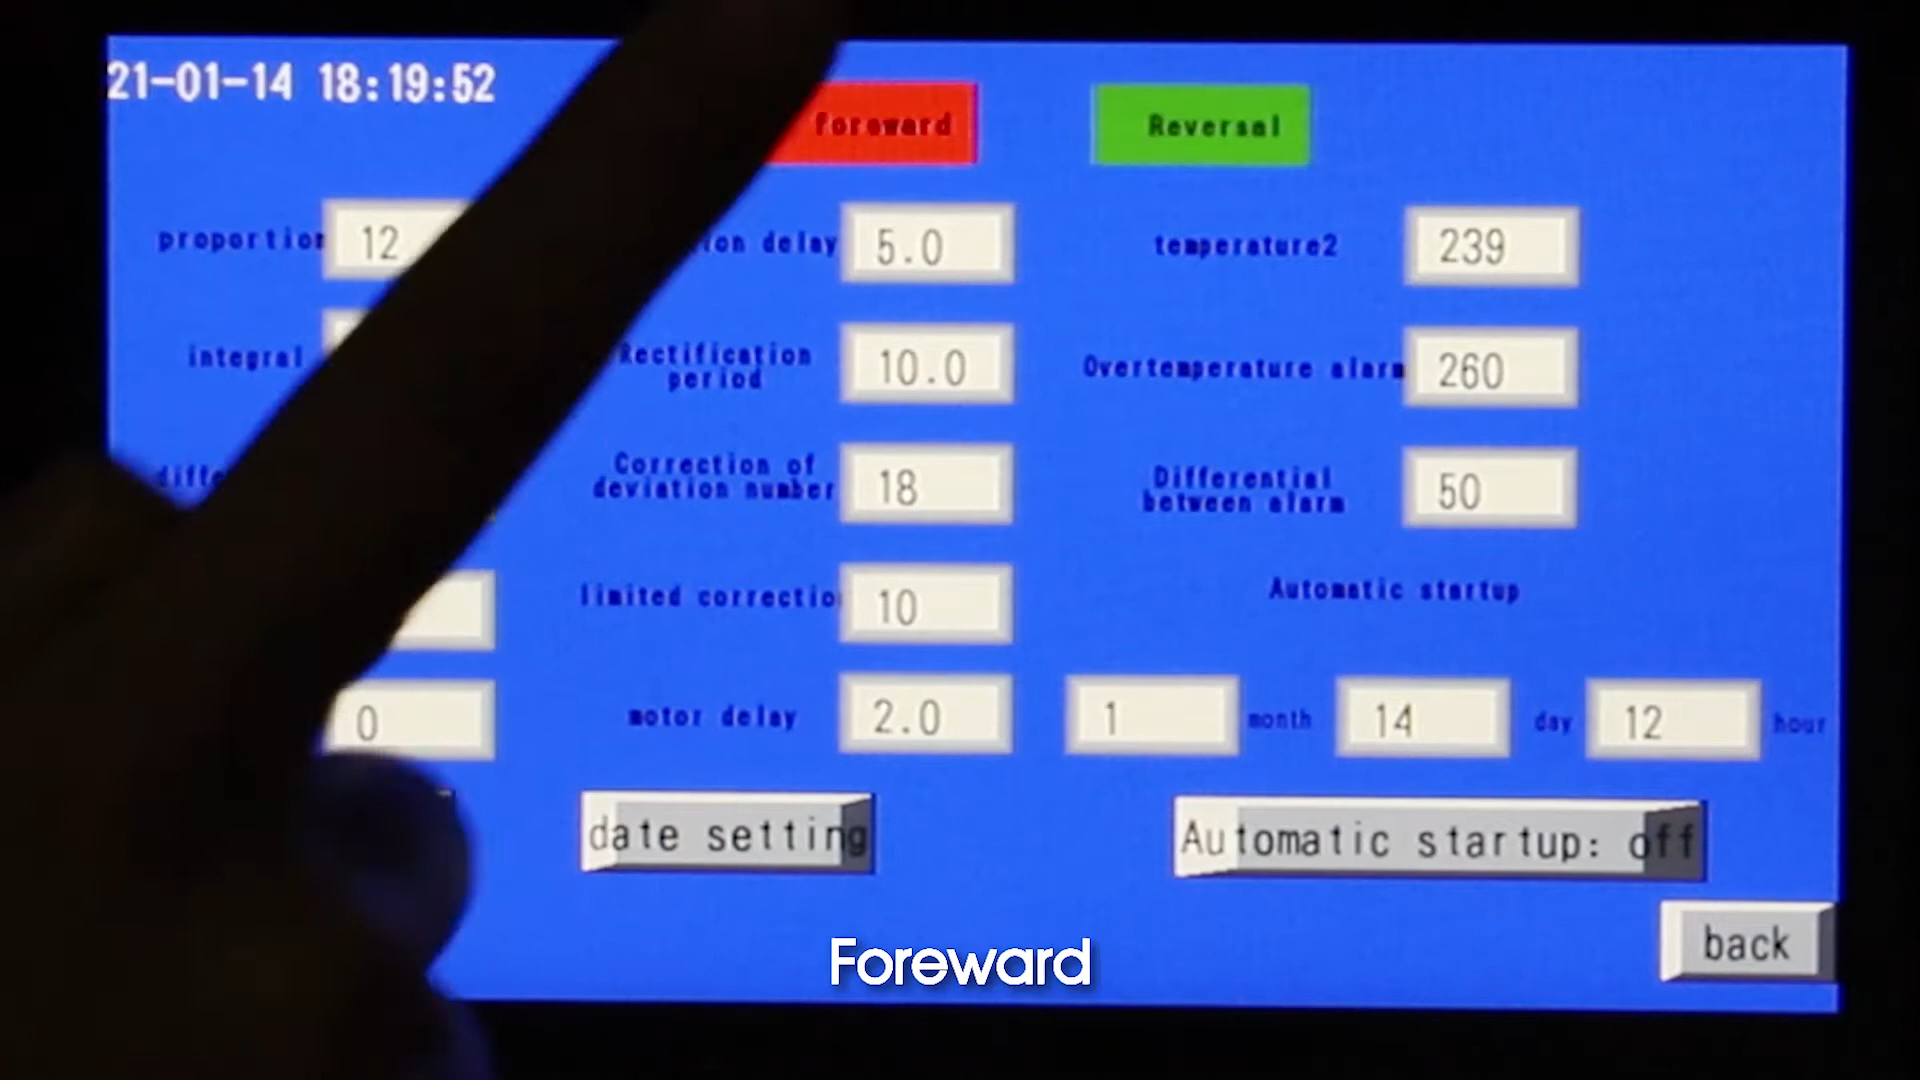 21-01-14 18:19:52
foreward
Reversal
proportion
12
delay
5.0
temperature2
239
integral
Rectification
period
10.0
Overtemperature alarm
260
Correction of
deviation number
18
Differential
between alarm
50
limited correctio
10
Automatic startup
0
motor delay
2.0
1
month
14
day
12
hour
date setting
Automatic startup: off
back
Foreward